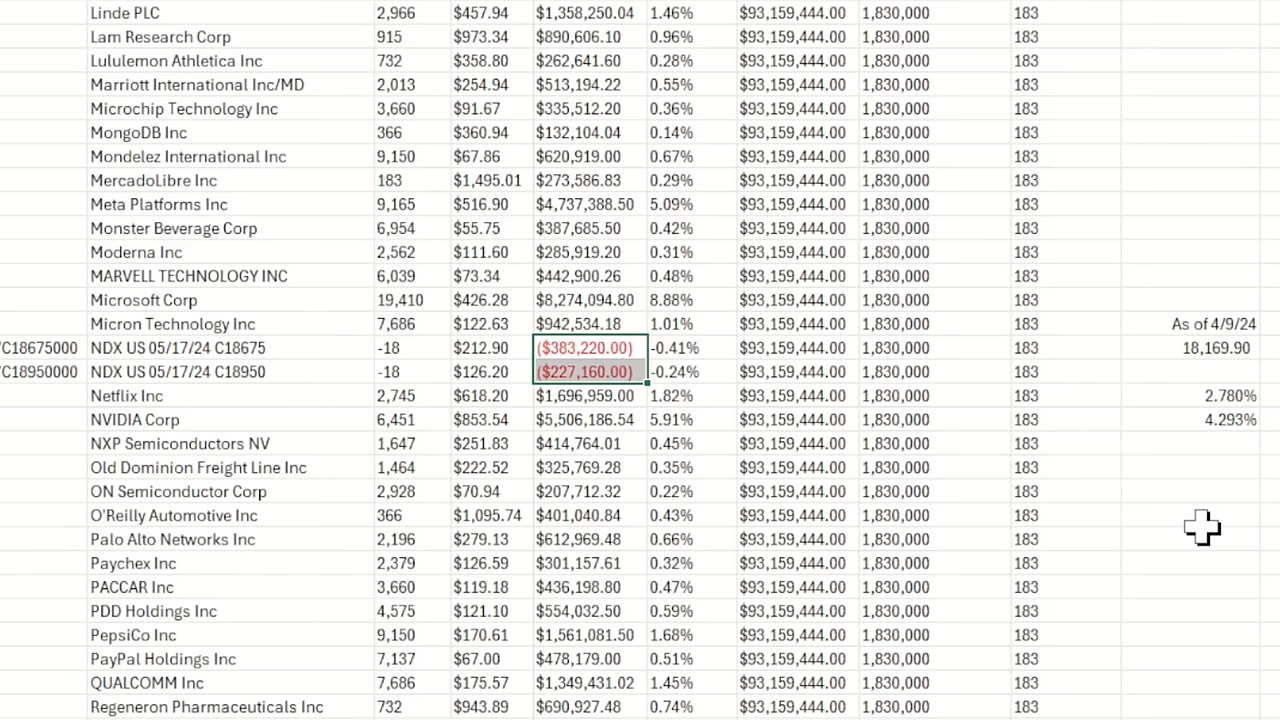 Linde PLC 2,966 $457.94 $1,358,250.04 1.46% $93,159,444.00 1,830,000 183
Lam Research Corp 915 $973.34 $890,606.10 0.96% $93,159,444.00 1,830,000 183
Lululemon Athletica Inc 732 $358.80 $262,641.60 0.28% $93,159,444.00 1,830,000 183
Marriott International Inc/MD 2,013 $254.94 $513,194.22 0.55% $93,159,444.00 1,830,000 183
Microchip Technology Inc 3,660 $91.67 $335,512.20 0.36% $93,159,444.00 1,830,000 183
MongoDB Inc 366 $360.94 $132,104.04 0.14% $93,159,444.00 1,830,000 183
Mondelez International Inc 9,150 $67.86 $620,919.00 0.67% $93,159,444.00 1,830,000 183
MercadoLibre Inc 183 $1,495.01 $273,586.83 0.29% $93,159,444.00 1,830,000 183
Meta Platforms Inc 9,165 $516.90 $4,737,388.50 5.09% $93,159,444.00 1,830,000 183
Monster Beverage Corp 6,954 $55.75 $387,685.50 0.42% $93,159,444.00 1,830,000 183
Moderna Inc 2,562 $111.60 $285,919.20 0.31% $93,159,444.00 1,830,000 183
MARVELL TECHNOLOGY INC 6,039 $73.34 $442,900.26 0.48% $93,159,444.00 1,830,000 183
Microsoft Corp 19,410 $426.28 $8,274,094.80 8.88% $93,159,444.00 1,830,000 183
Micron Technology Inc 7,686 $122.63 $942,534.18 1.01% $93,159,444.00 1,830,000 183 As of 4/9/24
/C18675000 NDX US 05/17/24 C18675 -18 $212.90 ($383,220.00) -0.41% $93,159,444.00 1,830,000 183 18,169.90
/C18950000 NDX US 05/17/24 C18950 -18 $126.20 ($227,160.00) -0.24% $93,159,444.00 1,830,000 183
Netflix Inc 2,745 $618.20 $1,696,959.00 1.82% $93,159,444.00 1,830,000 183 2.780%
NVIDIA Corp 6,451 $853.54 $5,506,186.54 5.91% $93,159,444.00 1,830,000 183 4.293%
NXP Semiconductors NV 1,647 $251.83 $414,764.01 0.45% $93,159,444.00 1,830,000 183
Old Dominion Freight Line Inc 1,464 $222.52 $325,769.28 0.35% $93,159,444.00 1,830,000 183
ON Semiconductor Corp 2,928 $70.94 $207,712.32 0.22% $93,159,444.00 1,830,000 183
O'Reilly Automotive Inc 366 $1,095.74 $401,040.84 0.43% $93,159,444.00 1,830,000 183
Palo Alto Networks Inc 2,196 $279.13 $612,969.48 0.66% $93,159,444.00 1,830,000 183
Paychex Inc 2,379 $126.59 $301,157.61 0.32% $93,159,444.00 1,830,000 183
PACCAR Inc 3,660 $119.18 $436,198.80 0.47% $93,159,444.00 1,830,000 183
PDD Holdings Inc 4,575 $121.10 $554,032.50 0.59% $93,159,444.00 1,830,000 183
PepsiCo Inc 9,150 $170.61 $1,561,081.50 1.68% $93,159,444.00 1,830,000 183
PayPal Holdings Inc 7,137 $67.00 $478,179.00 0.51% $93,159,444.00 1,830,000 183
QUALCOMM Inc 7,686 $175.57 $1,349,431.02 1.45% $93,159,444.00 1,830,000 183
Regeneron Pharmaceuticals Inc 732 $943.89 $690,927.48 0.74% $93,159,444.00 1,830,000 183